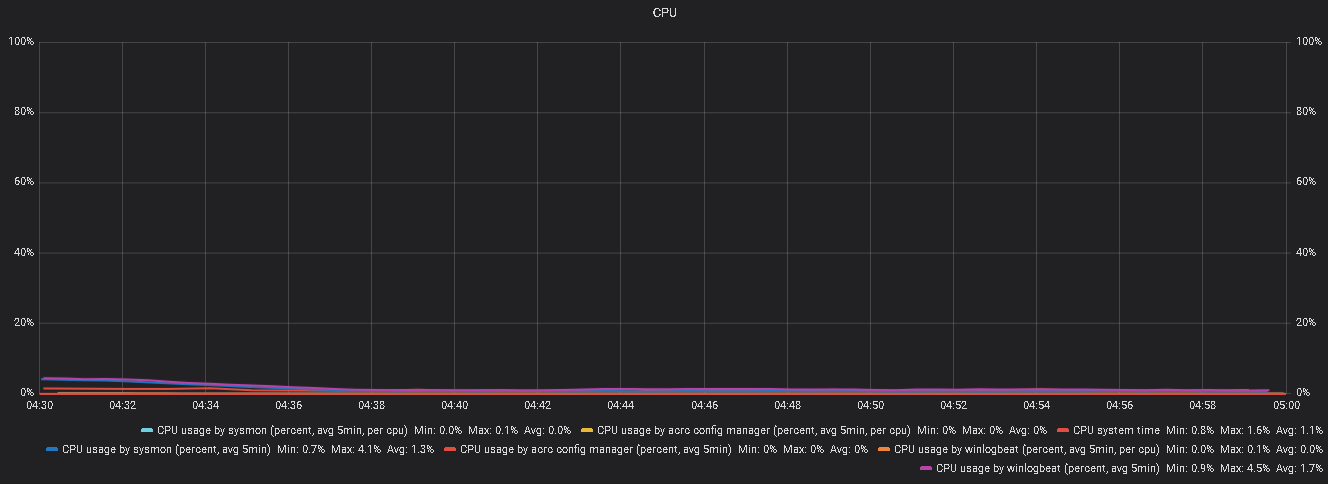 CPU
100% 100%
80% 80%
60% 60%
40% 40%
20% 20%
0% 0%
04:30 04:32 04:34 04:36 04:38 04:40 04:42 04:44 04:46 04:48 04:50 04:52 04:54 04:56 04:58 05:00
CPU usage by sysmon (percent, avg 5min, per cpu) Min: 0.0% Max: 0.1% Avg: 0.0% CPU usage by acrc config manager (percent, avg 5min, per cpu) Min: 0% Max: 0% Avg: 0% CPU system time Min: 0.8% Max: 1.6% Avg: 1.1%
CPU usage by sysmon (percent, avg 5min) Min: 0.7% Max: 4.1% Avg: 1.3% CPU usage by acrc config manager (percent, avg 5min) Min: 0% Max: 0% Avg: 0% CPU usage by winlogbeat (percent, avg 5min, per cpu) Min: 0.0% Max: 0.1% Avg: 0.0%
CPU usage by winlogbeat (percent, avg 5min) Min: 0.9% Max: 4.5% Avg: 1.7%